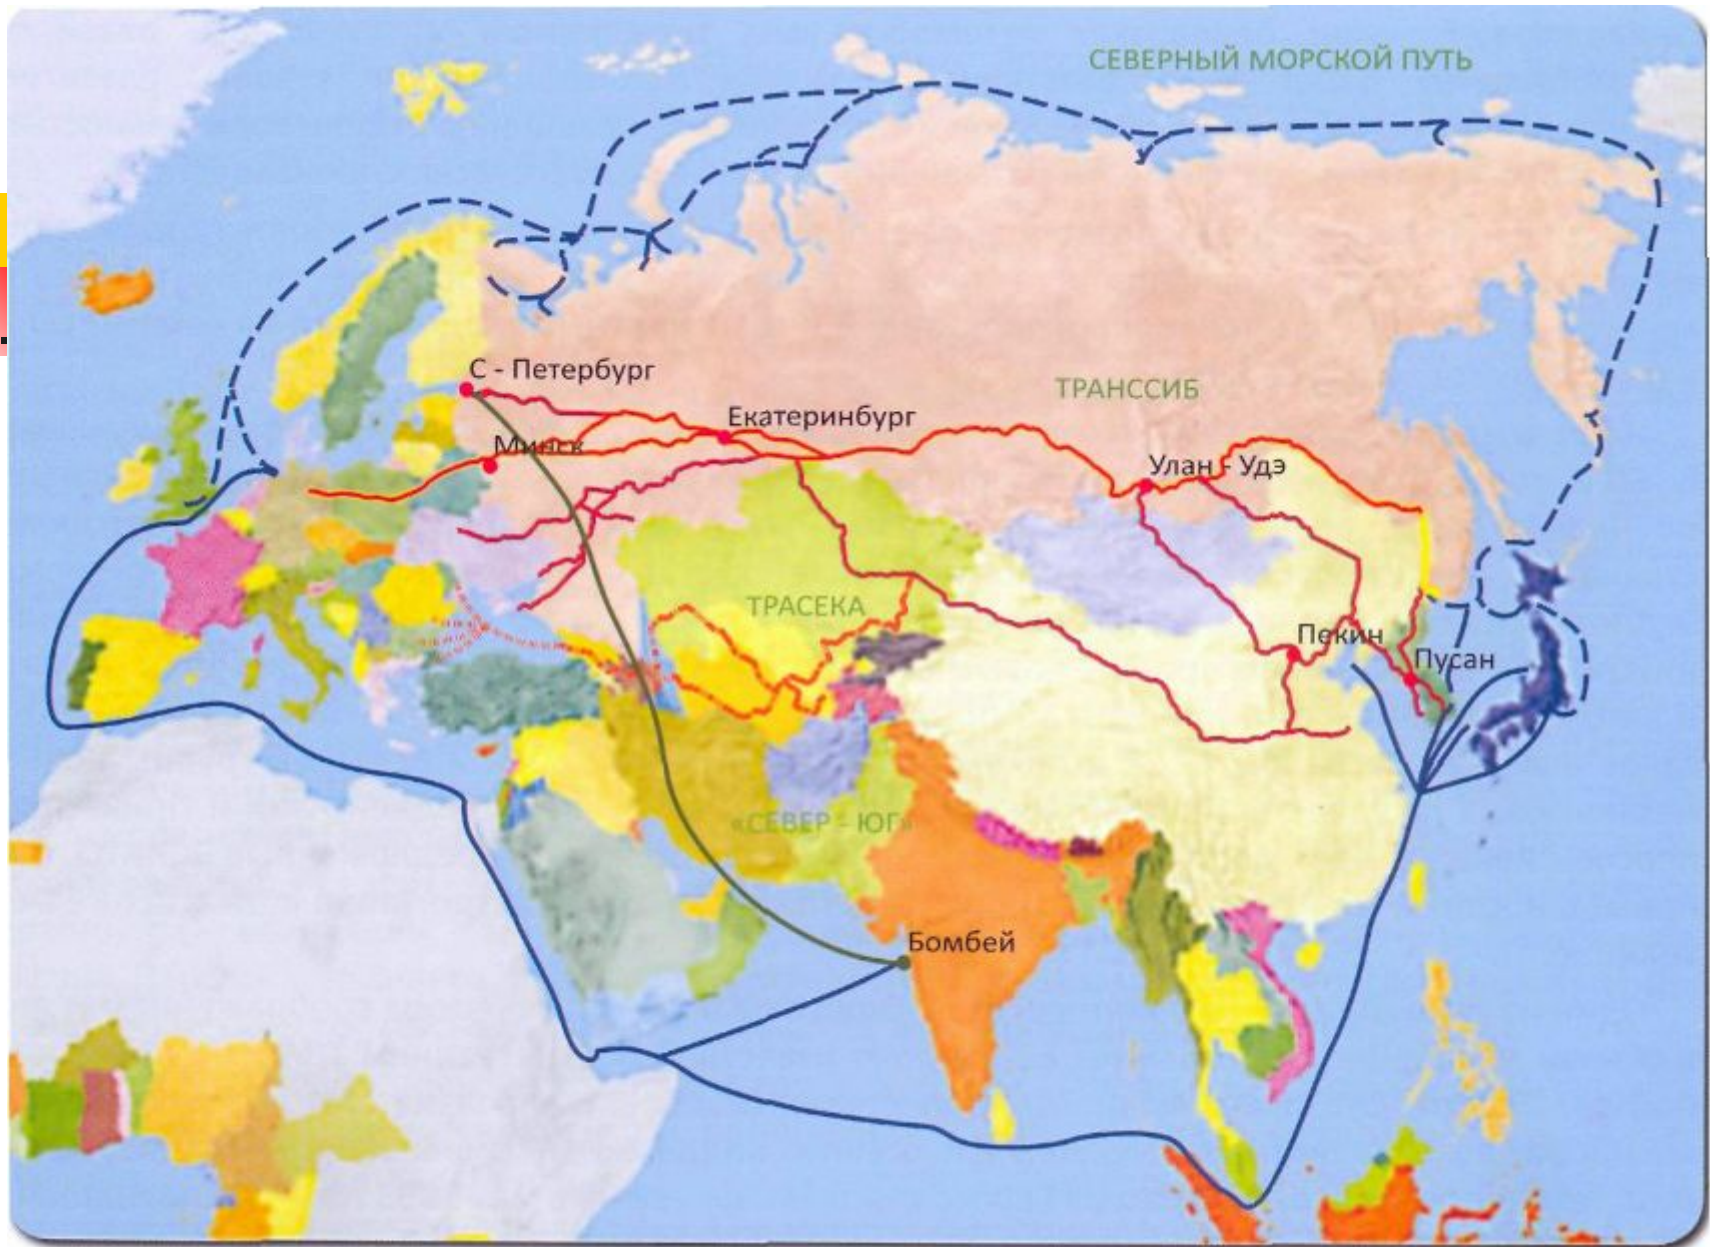 СЕВЕРНЫЙ МОРСКОЙ ПУТЬ
С - Петербург
ТРАНССИБ
Екатеринбург
Минск
Улан - Удэ
ТРАСЕКА
Пекин
Пусан
«СЕВЕР - ЮГ»
Бомбей